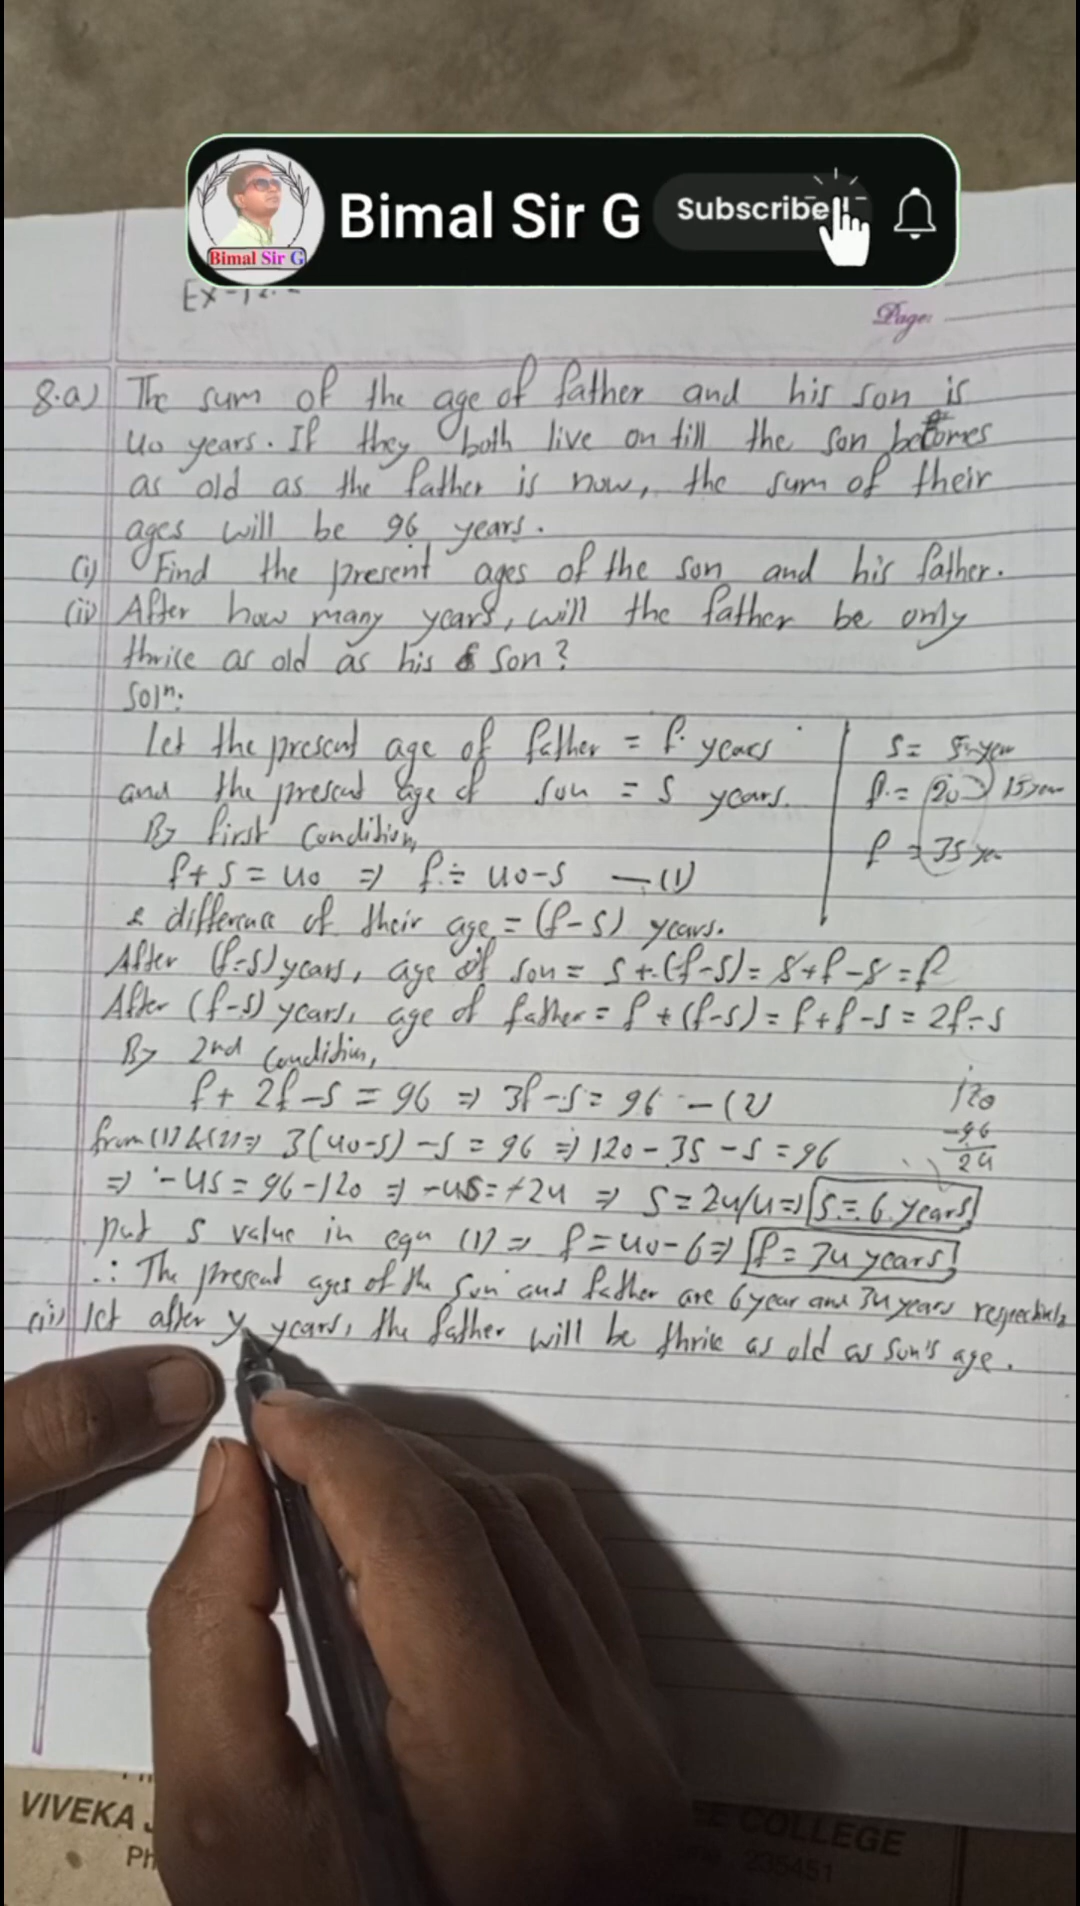 Bimal Sir G
Subscribe
Bimal Sir G
Page:
8.a) The sum of the age of father and his son is
40 years. If they both live on till the son becomes
as old as the father is now, the sum of their
ages will be 96 years.
(i) Find the present ages of the son and his father.
(ii) After how many years, will the father be only
thrice as old as his son?
Solⁿ:
Let the present age of father = f years
and the present age of son = s years.
S = 5 year
f = 20 15 year
f = 35
By first condition,
f + s = 40 => f = 40-s —(1)
& difference of their age = (f-s) years.
After (f-s) years, age of son = s+(f-s) = s+f-s = f
After (f-s) years, age of father = f+(f-s) = f+f-s = 2f-s
By 2nd condition,
f + 2f-s = 96 => 3f-s = 96 —(2)
120
-96
24
from (1) & (2) => 3(40-s)-s = 96 => 120-3s-s = 96
=> -4s = 96-120 => -4s = +24 => s = 24/4 => s = 6 years
put s value in eqn (1) => f = 40-6 => f = 34 years
∴ The present ages of the son and father are 6 year and 34 years respectively
(ii) let after y years, the father will be thrice as old as son's age.
VIVEKA
COLLEGE
235451